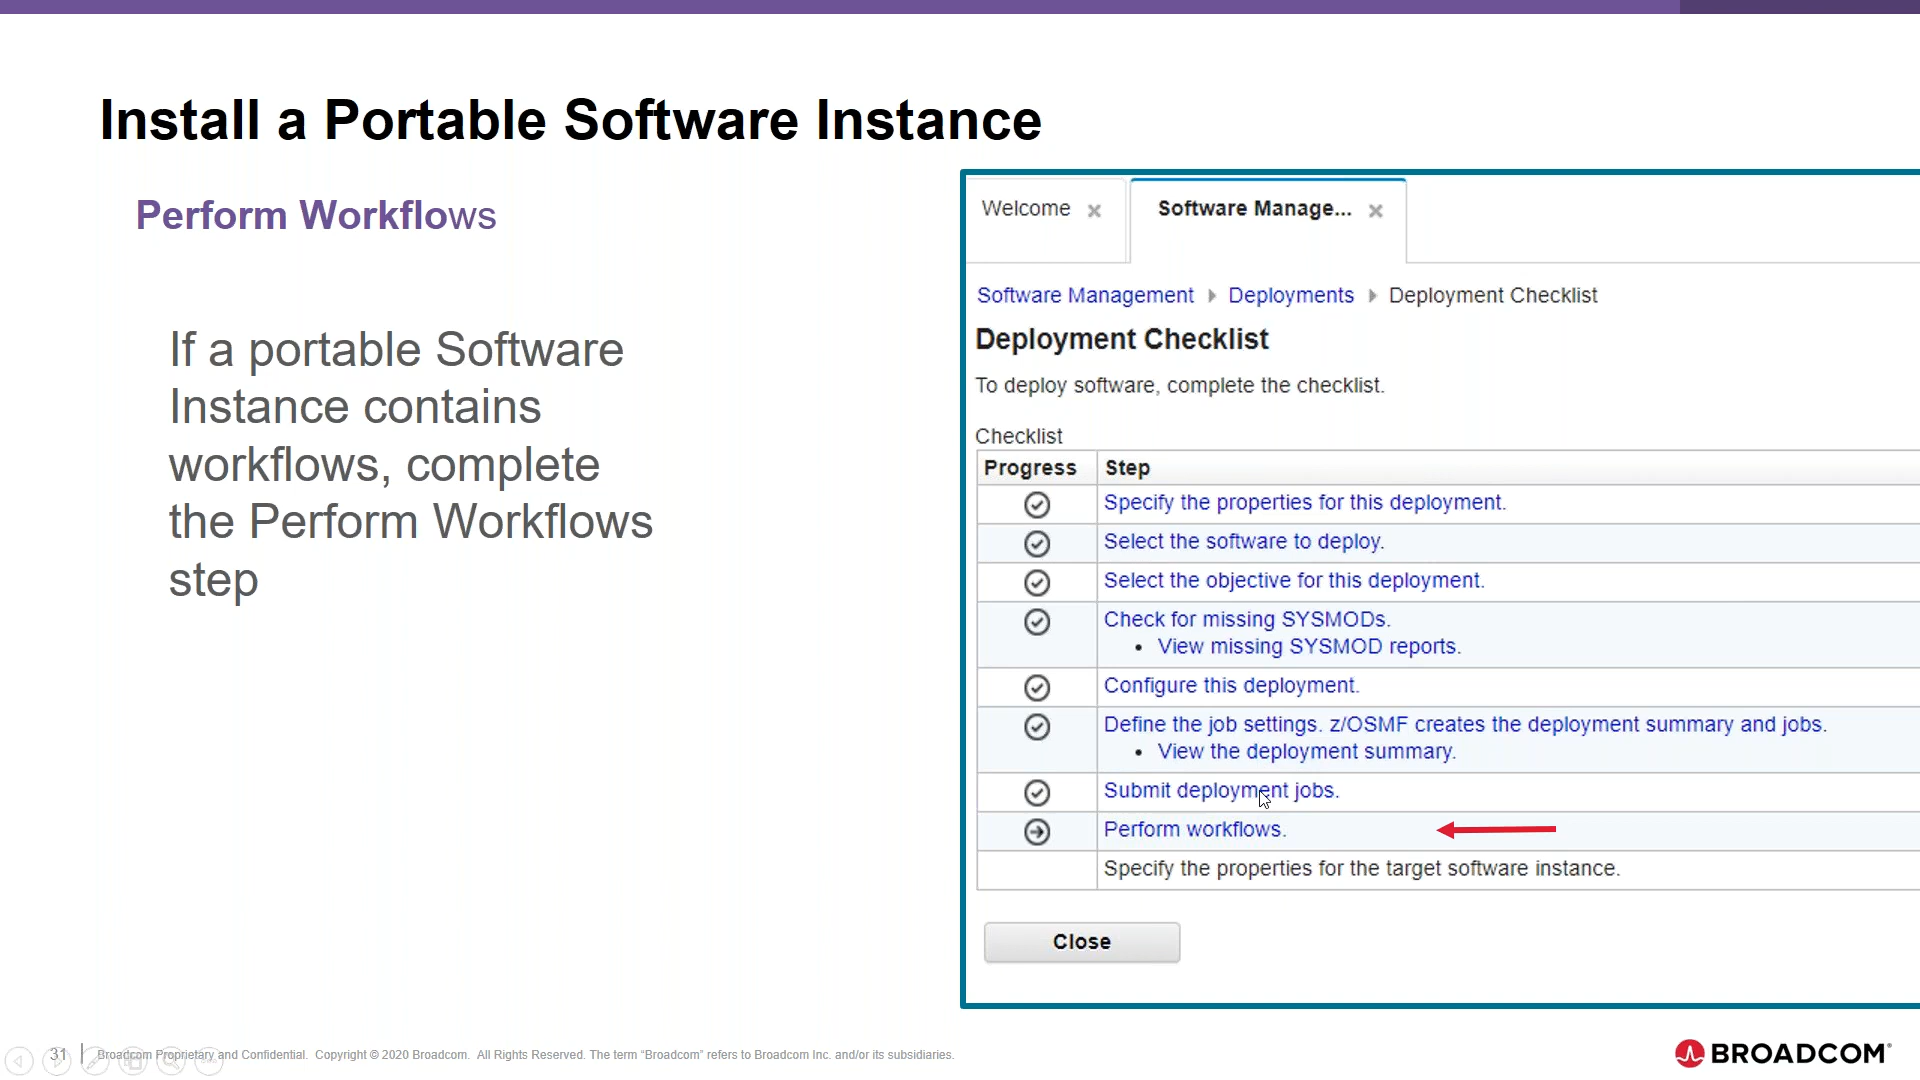 Install a Portable Software Instance
Perform Workflows
If a portable Software
Instance contains
workflows, complete
the Perform Workflows
step
Welcome
Software Manage...
Software Management Deployments Deployment Checklist
Deployment Checklist
To deploy software, complete the checklist.
Checklist
Progress Step
Specify the properties for this deployment.
Select the software to deploy.
Select the objective for this deployment.
Check for missing SYSMODs.
• View missing SYSMOD reports.
Configure this deployment.
Define the job settings. z/OSMF creates the deployment summary and jobs.
• View the deployment summary.
Submit deployment jobs.
Perform workflows.
Specify the properties for the target software instance.
Close
31 Broadcom Proprietary and Confidential. Copyright © 2020 Broadcom. All Rights Reserved. The term “Broadcom” refers to Broadcom Inc. and/or its subsidiaries.
BROADCOM®